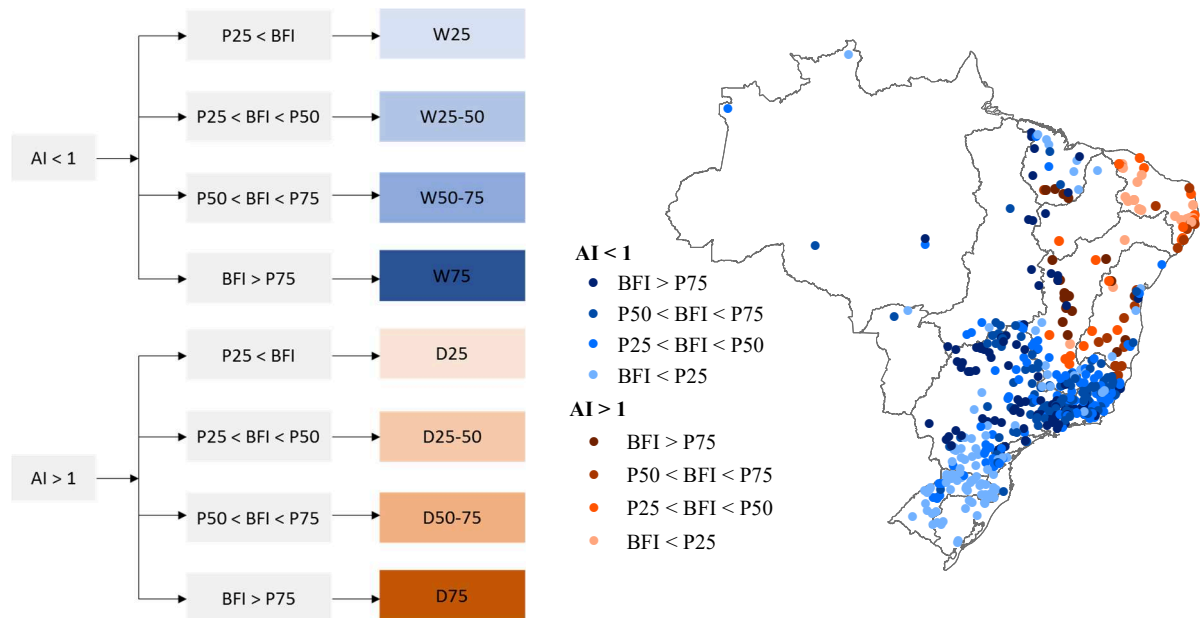 AI < 1
P25 < BFI
W25
P25 < BFI < P50
W25-50
P50 < BFI < P75
W50-75
BFI > P75
W75
AI > 1
P25 < BFI
D25
P25 < BFI < P50
D25-50
P50 < BFI < P75
D50-75
BFI > P75
D75
AI < 1
BFI > P75
P50 < BFI < P75
P25 < BFI < P50
BFI < P25
AI > 1
BFI > P75
P50 < BFI < P75
P25 < BFI < P50
BFI < P25